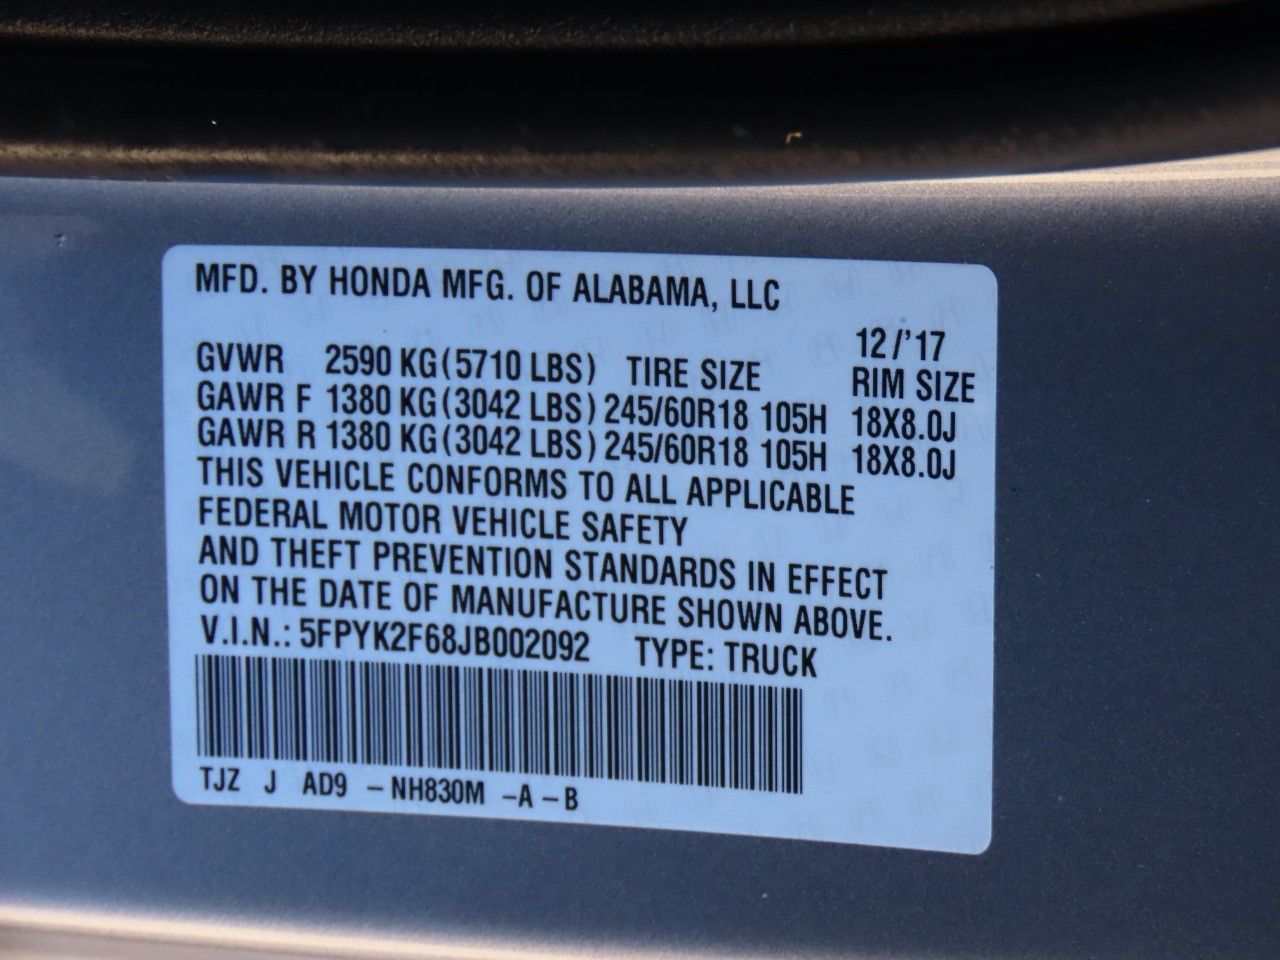 MFD. BY HONDA MFG. OF ALABAMA, LLC
12/'17
GVWR 2590 KG(5710 LBS) TIRE SIZE RIM SIZE
GAWR F 1380 KG(3042 LBS) 245/60R18 105H 18X8.0J
GAWR R 1380 KG(3042 LBS) 245/60R18 105H 18X8.0J
THIS VEHICLE CONFORMS TO ALL APPLICABLE
FEDERAL MOTOR VEHICLE SAFETY
AND THEFT PREVENTION STANDARDS IN EFFECT
ON THE DATE OF MANUFACTURE SHOWN ABOVE.
V.I.N.: 5FPYK2F68JB002092 TYPE: TRUCK
TJZ J AD9 – NH830M – A – B